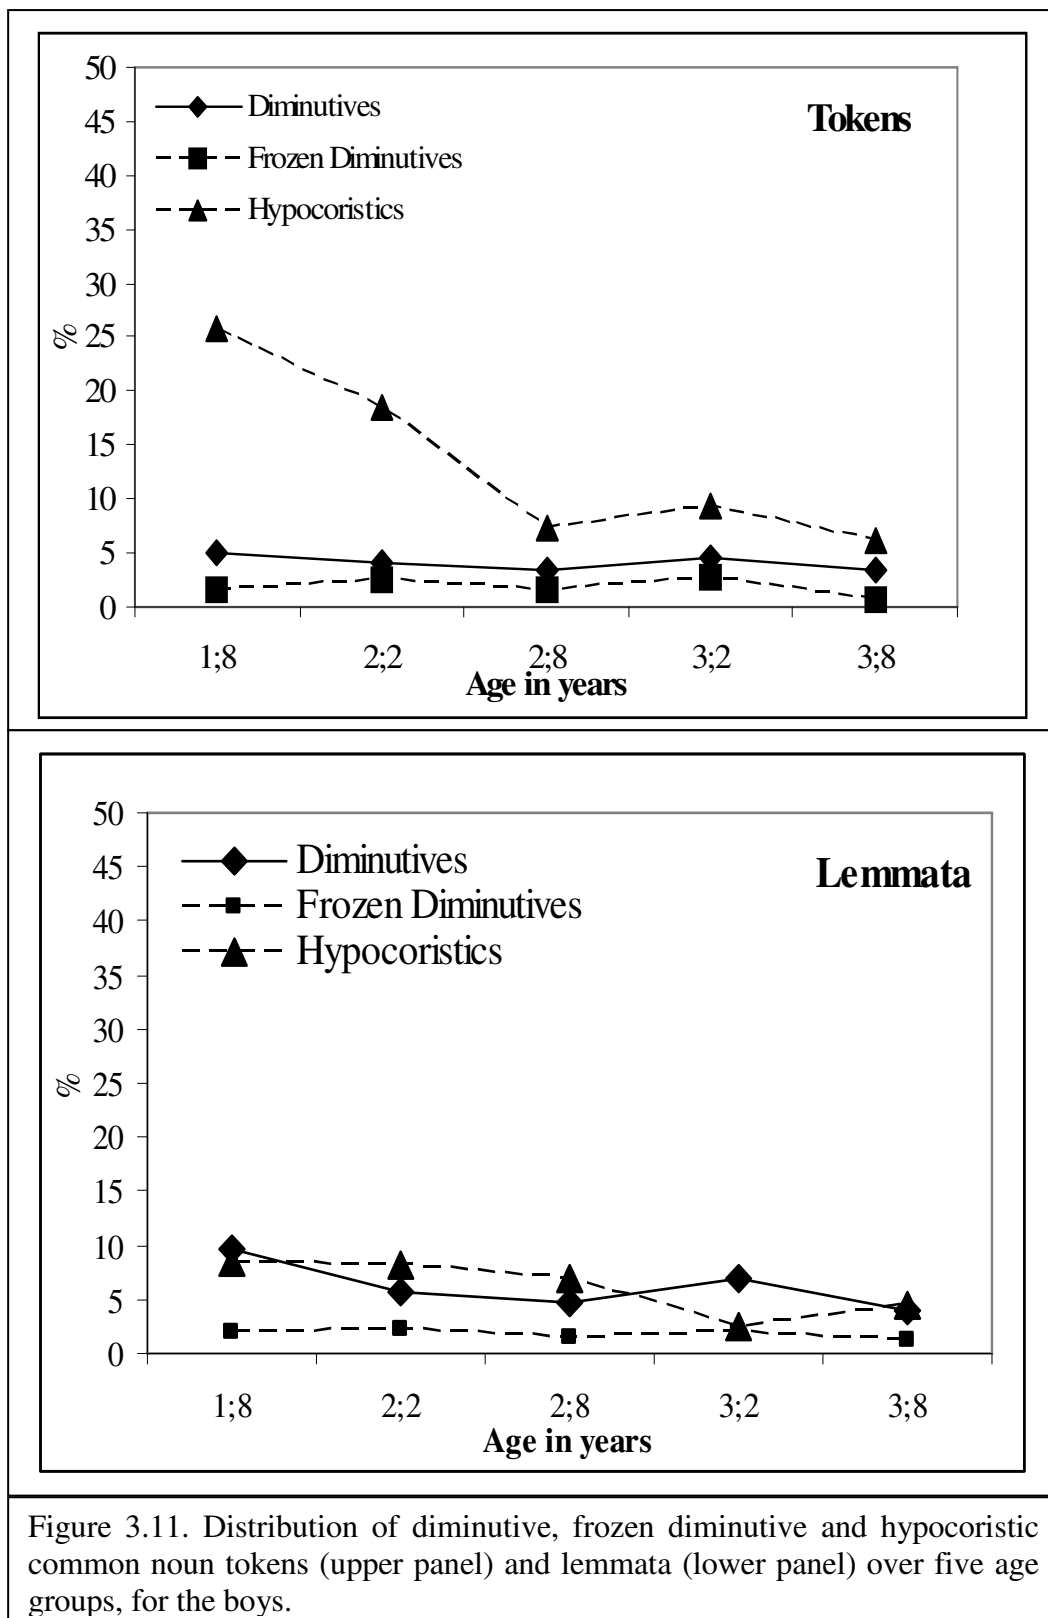 50
45
40
35
30
25
20
15
10
5
0
%
Diminutives
Frozen Diminutives
Hypocoristics
Tokens
1;8 2;2 2;8 3;2 3;8
Age in years
50
45
40
35
30
25
20
15
10
5
0
%
Diminutives
Frozen Diminutives
Hypocoristics
Lemmata
1;8 2;2 2;8 3;2 3;8
Age in years
Figure 3.11. Distribution of diminutive, frozen diminutive and hypocoristic
common noun tokens (upper panel) and lemmata (lower panel) over five age
groups, for the boys.